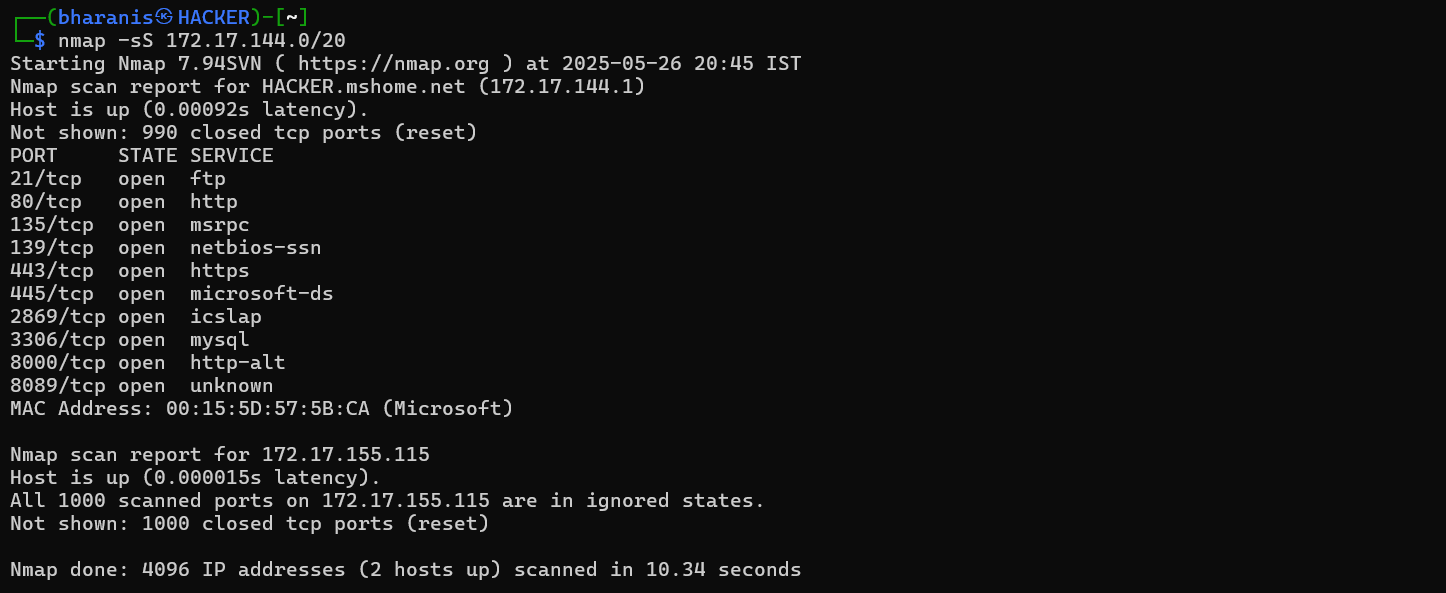 ┌──(bharanis㉿HACKER)-[~]
└─$ nmap -sS 172.17.144.0/20
Starting Nmap 7.94SVN ( https://nmap.org ) at 2025-05-26 20:45 IST
Nmap scan report for HACKER.mshome.net (172.17.144.1)
Host is up (0.00092s latency).
Not shown: 990 closed tcp ports (reset)
PORT     STATE SERVICE
21/tcp   open  ftp
80/tcp   open  http
135/tcp  open  msrpc
139/tcp  open  netbios-ssn
443/tcp  open  https
445/tcp  open  microsoft-ds
2869/tcp open  icslap
3306/tcp open  mysql
8000/tcp open  http-alt
8089/tcp open  unknown
MAC Address: 00:15:5D:57:5B:CA (Microsoft)

Nmap scan report for 172.17.155.115
Host is up (0.000015s latency).
All 1000 scanned ports on 172.17.155.115 are in ignored states.
Not shown: 1000 closed tcp ports (reset)

Nmap done: 4096 IP addresses (2 hosts up) scanned in 10.34 seconds